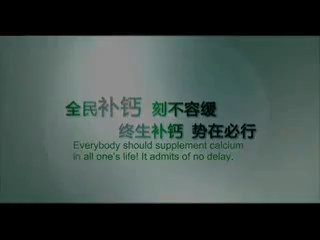 全民补钙 刻不容缓
终生补钙 势在必行
Everybody should supplement calcium
in all one's life! It admits of no delay.